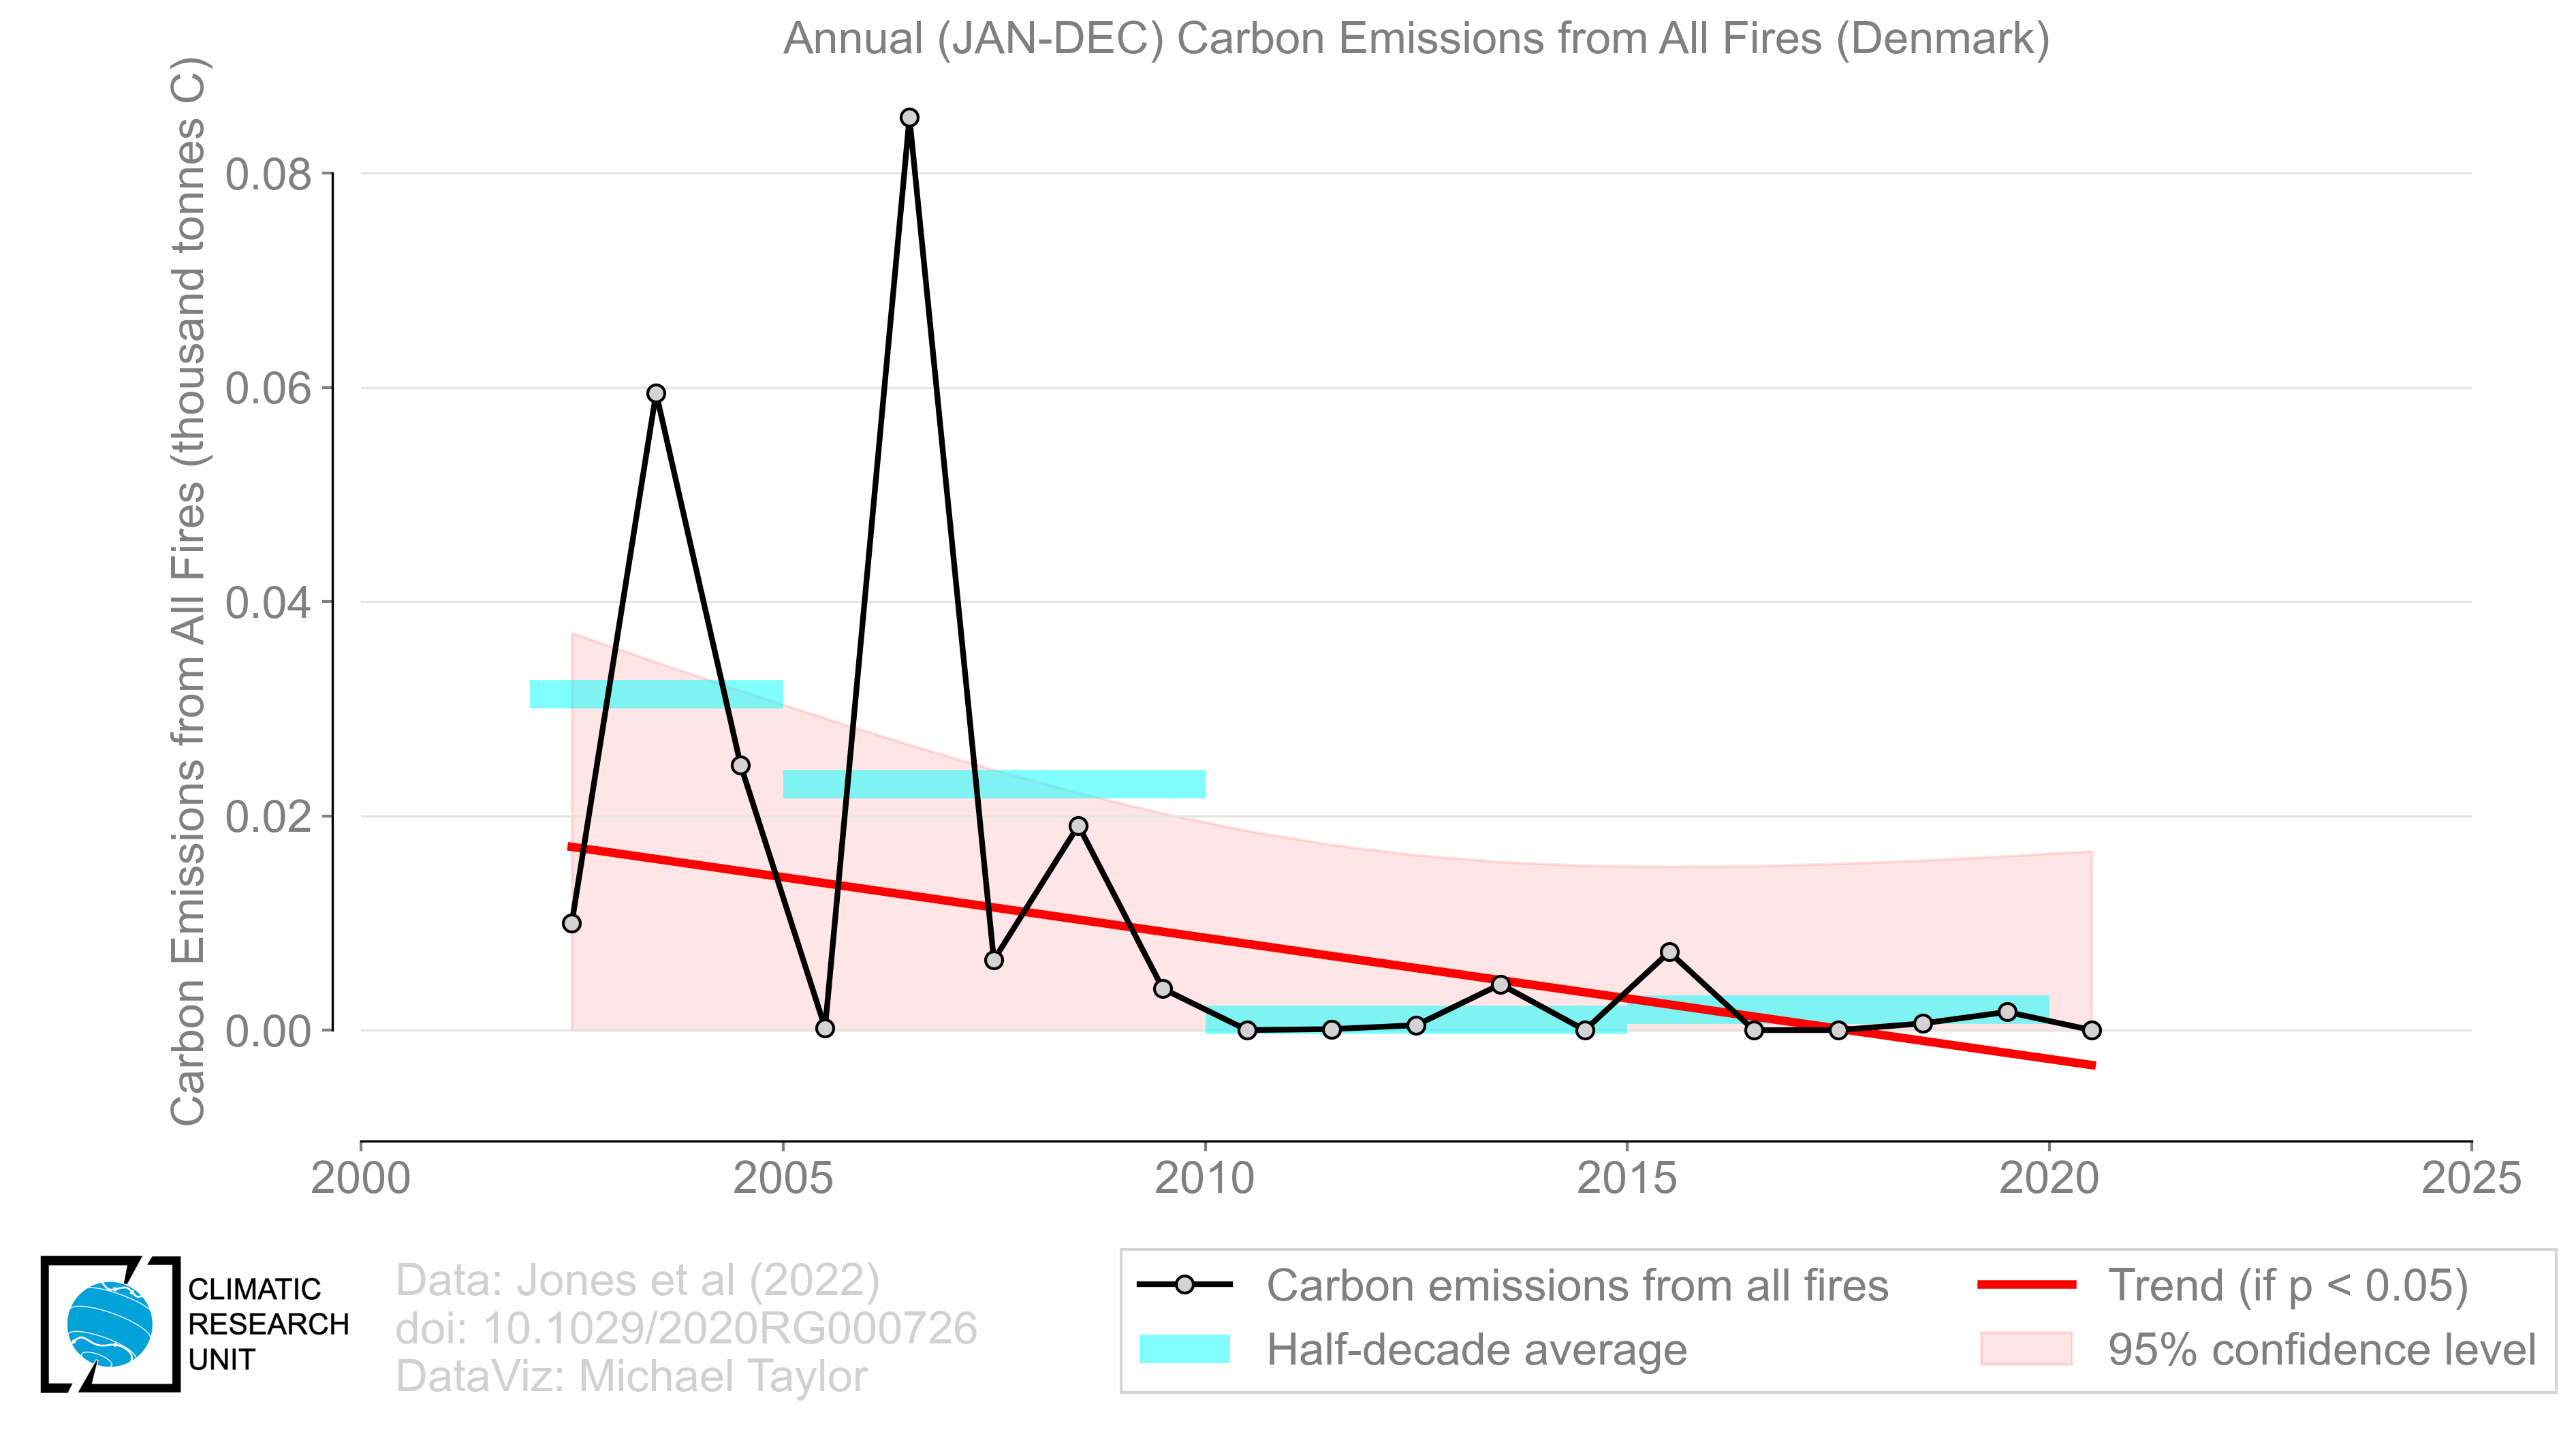 Annual (JAN-DEC) Carbon Emissions from All Fires (Denmark)
Carbon Emissions from All Fires (thousand tonnes C)
0.08
0.06
0.04
0.02
0.00
2000 2005 2010 2015 2020 2025
CLIMATIC
RESEARCH
UNIT
Data: Jones et al (2022)
doi: 10.1029/2020RG000726
DataViz: Michael Taylor
Carbon emissions from all fires
Half-decade average
Trend (if p < 0.05)
95% confidence level